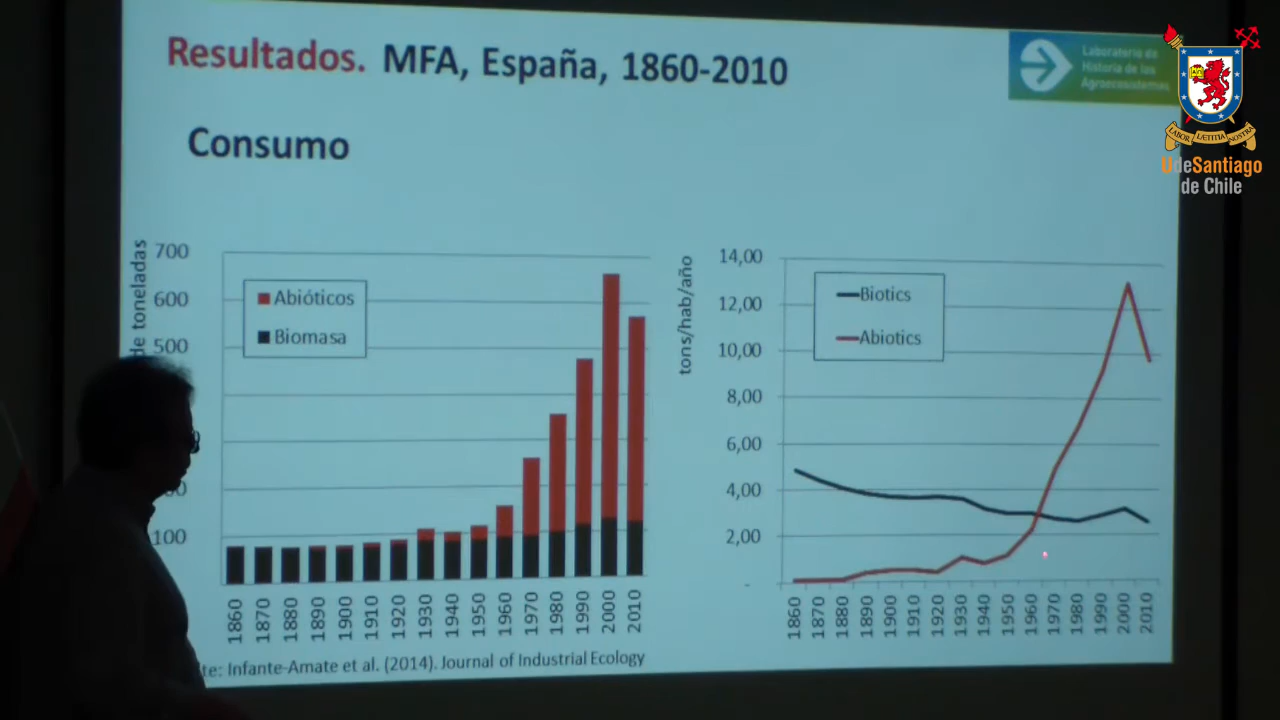 Resultados. MFA, España, 1860-2010
Laboratorio de
Historia de los
Agroecosistemas
LABOR LÆTITIA NOSTRA
UdeSantiago
de Chile
Consumo
de toneladas
700
600
500
100
Abióticos
Biomasa
1860 1870 1880 1890 1900 1910 1920 1930 1940 1950 1960 1970 1980 1990 2000 2010
tons/hab/año
14,00
12,00
10,00
8,00
6,00
4,00
2,00
-
Biotics
Abiotics
1860 1870 1880 1890 1900 1910 1920 1930 1940 1950 1960 1970 1980 1990 2000 2010
te: Infante-Amate et al. (2014). Journal of Industrial Ecology